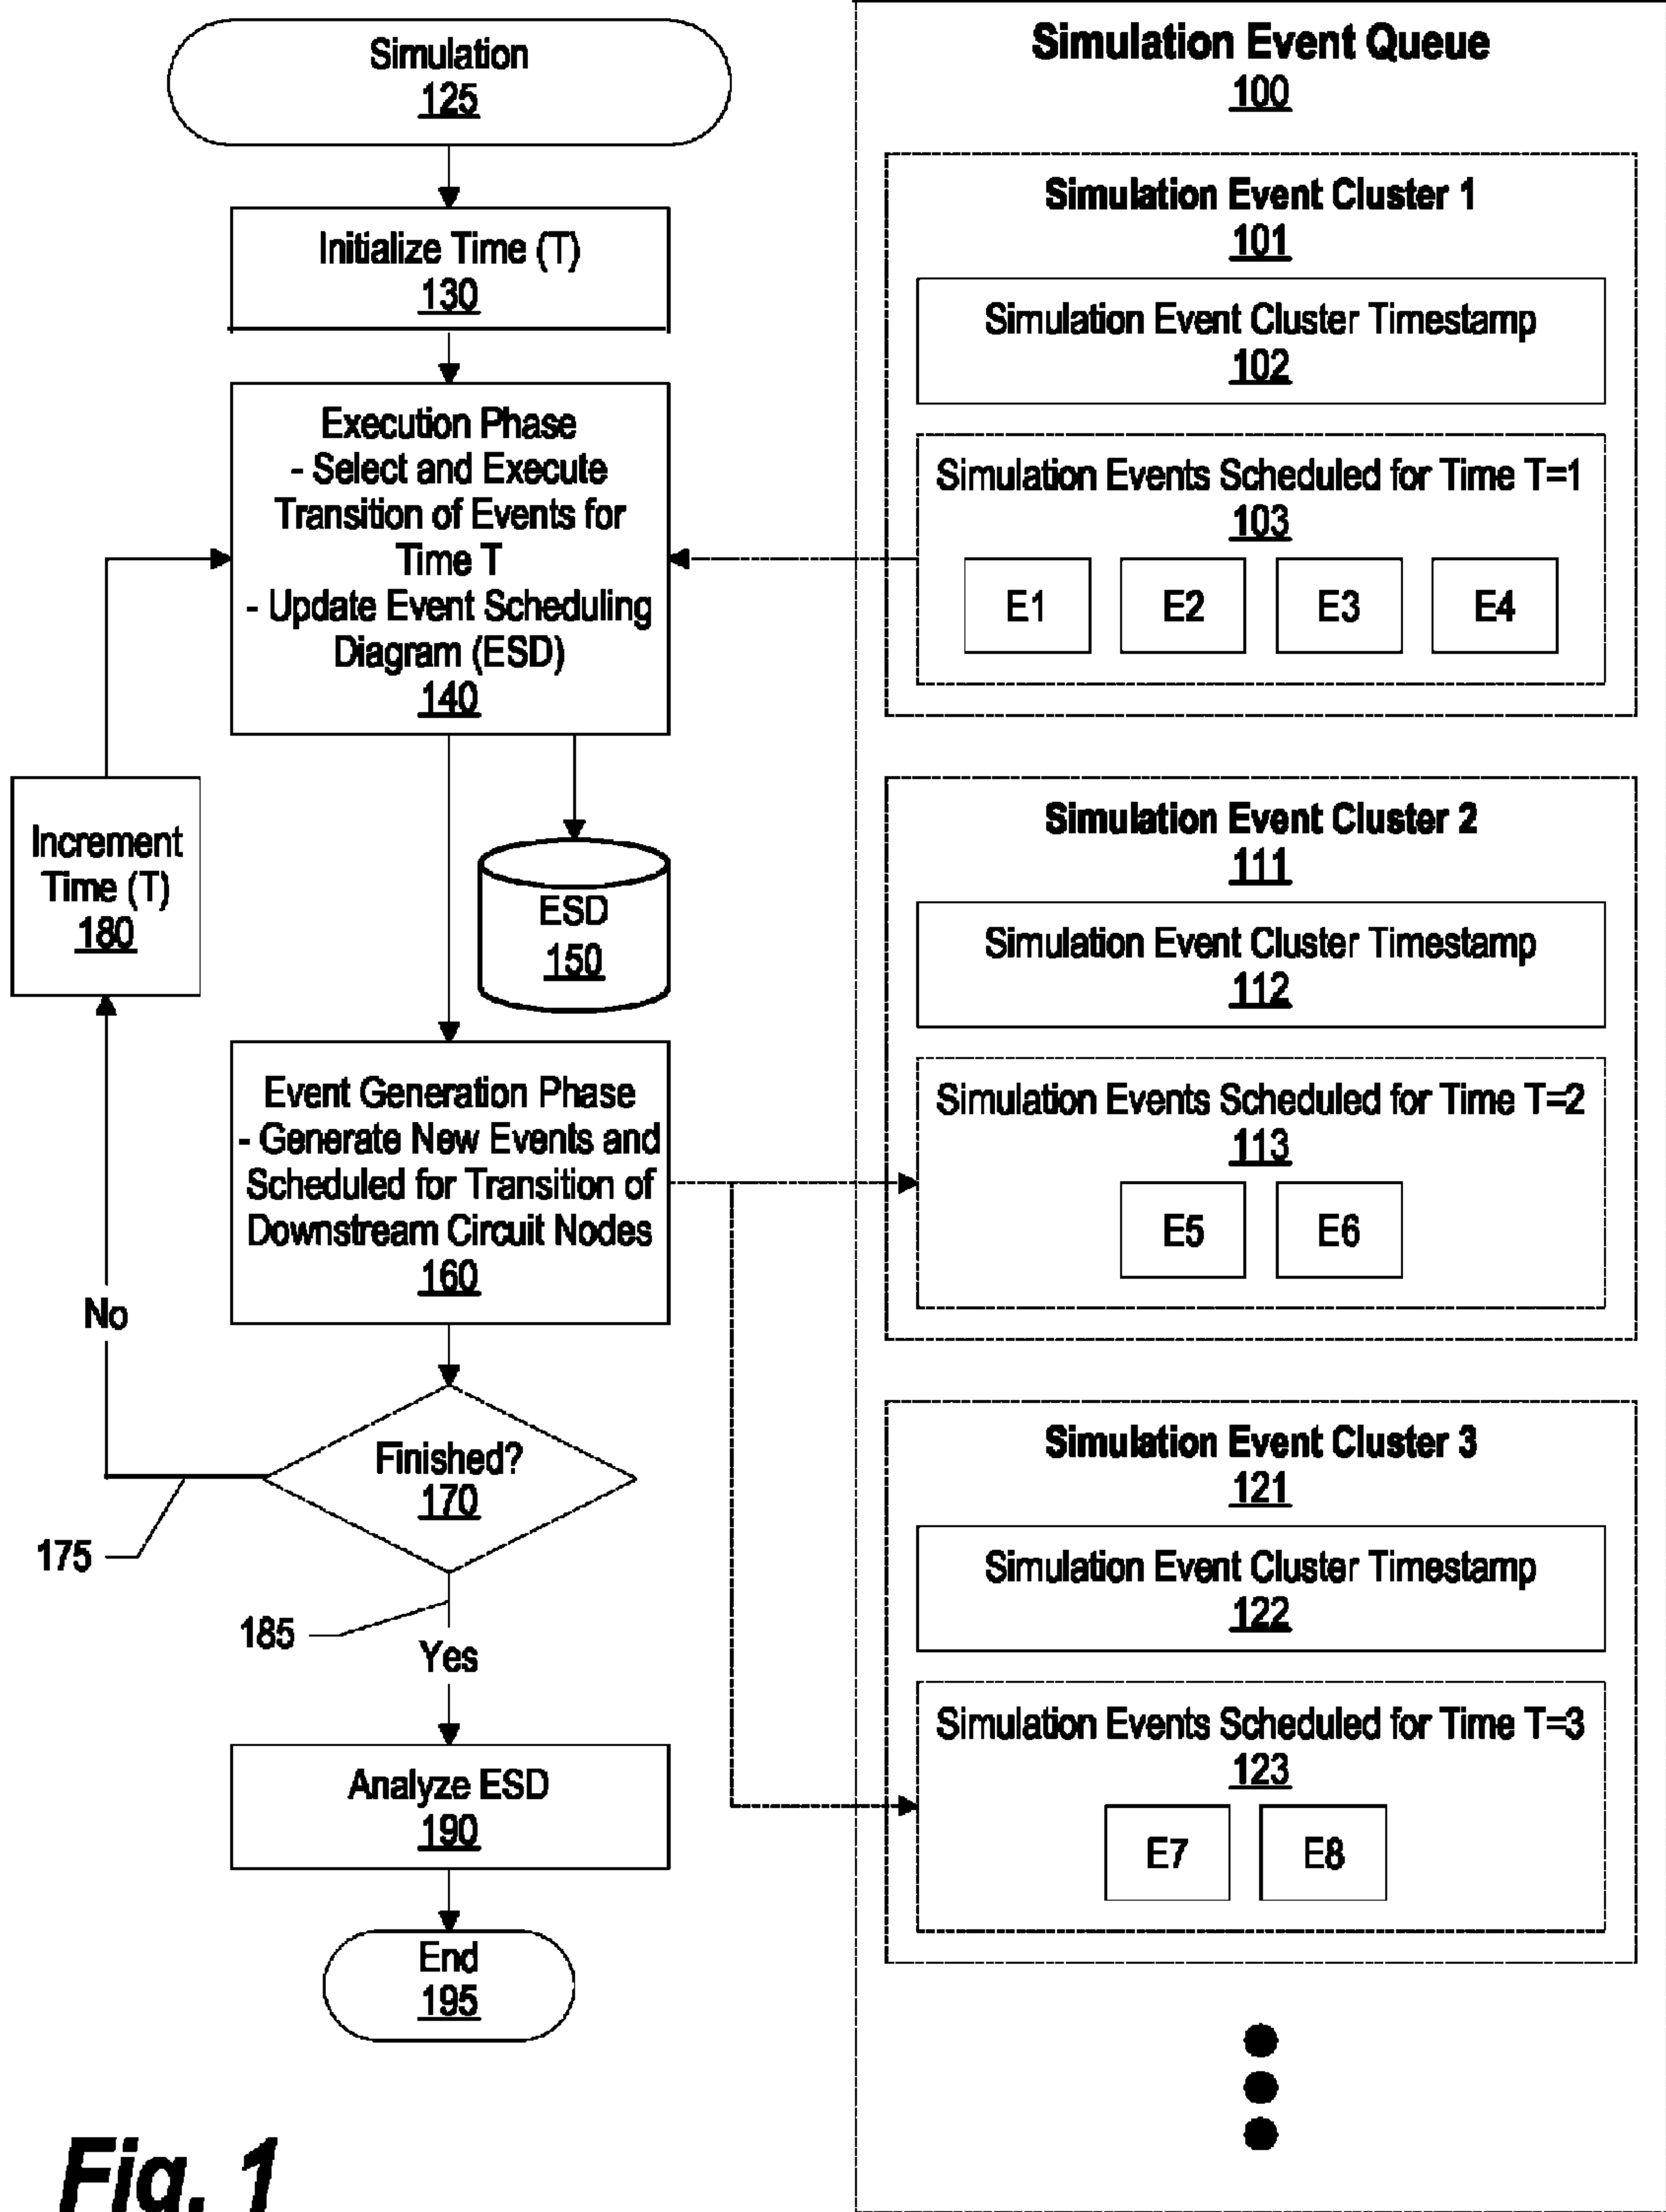 Simulation
125
Initialize Time (T)
130
Execution Phase
- Select and Execute
Transition of Events for
Time T
- Update Event Scheduling
Diagram (ESD)
140
Increment
Time (T)
180
ESD
150
Event Generation Phase
- Generate New Events and
Scheduled for Transition of
Downstream Circuit Nodes
160
No
Finished?
170
175
185
Yes
Analyze ESD
190
End
195
Simulation Event Queue
100
Simulation Event Cluster 1
101
Simulation Event Cluster Timestamp
102
Simulation Events Scheduled for Time T=1
103
E1 E2 E3 E4
Simulation Event Cluster 2
111
Simulation Event Cluster Timestamp
112
Simulation Events Scheduled for Time T=2
113
E5 E6
Simulation Event Cluster 3
121
Simulation Event Cluster Timestamp
122
Simulation Events Scheduled for Time T=3
123
E7 E8
Fig. 1